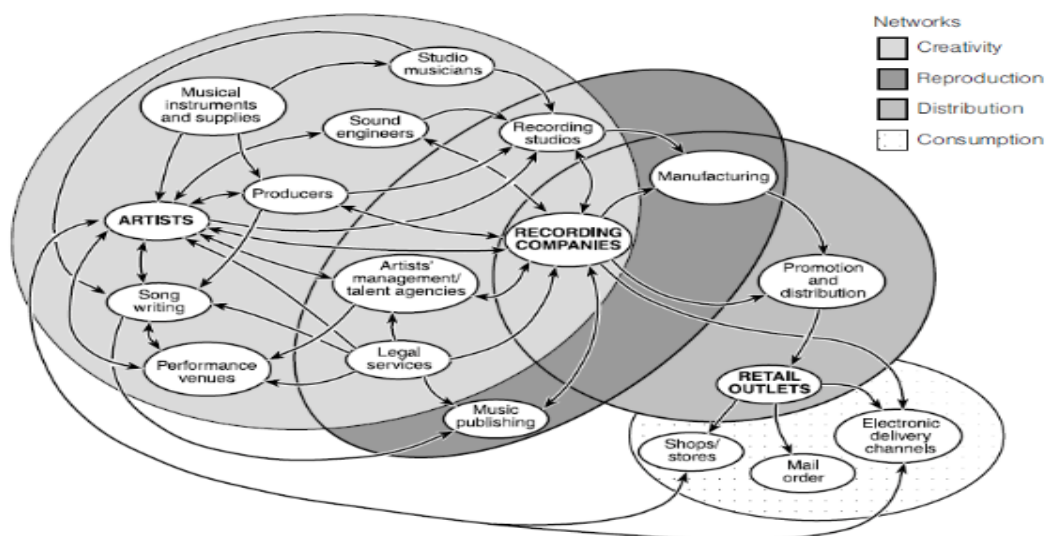 Networks
Creativity
Reproduction
Distribution
Consumption
Studio
musicians
Musical
instruments
and supplies
Sound
engineers
Recording
studios
Manufacturing
Producers
ARTISTS
RECORDING
COMPANIES
Artists'
management/
talent agencies
Promotion
and
distribution
Song
writing
Performance
venues
Legal
services
RETAIL
OUTLETS
Music
publishing
Shops/
stores
Mail
order
Electronic
delivery
channels